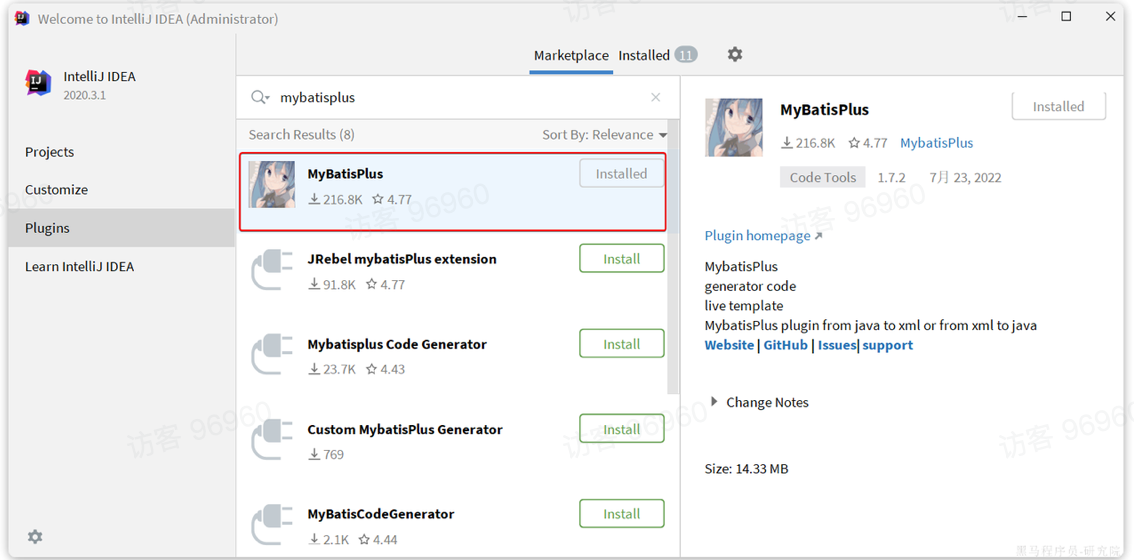 Welcome to IntelliJ IDEA (Administrator)
IntelliJ IDEA
2020.3.1
Projects
Customize
Plugins
Learn IntelliJ IDEA
Marketplace Installed 11
mybatisplus
Search Results (8) Sort By: Relevance
MyBatisPlus
Installed
216.8K 4.77
JRebel mybatisPlus extension
Install
91.8K 4.77
Mybatisplus Code Generator
Install
23.7K 4.43
Custom MybatisPlus Generator
Install
769
MyBatisCodeGenerator
Install
2.1K 4.44
MyBatisPlus
Installed
216.8K 4.77 MybatisPlus
Code Tools 1.7.2 7月 23, 2022
Plugin homepage
MybatisPlus
generator code
live template
MybatisPlus plugin from java to xml or from xml to java
Website | GitHub | Issues| support
Change Notes
Size: 14.33 MB
访客 96960
访客 96960
访客 96960
访客 96960
访客 96960
黑马程序员-研究院